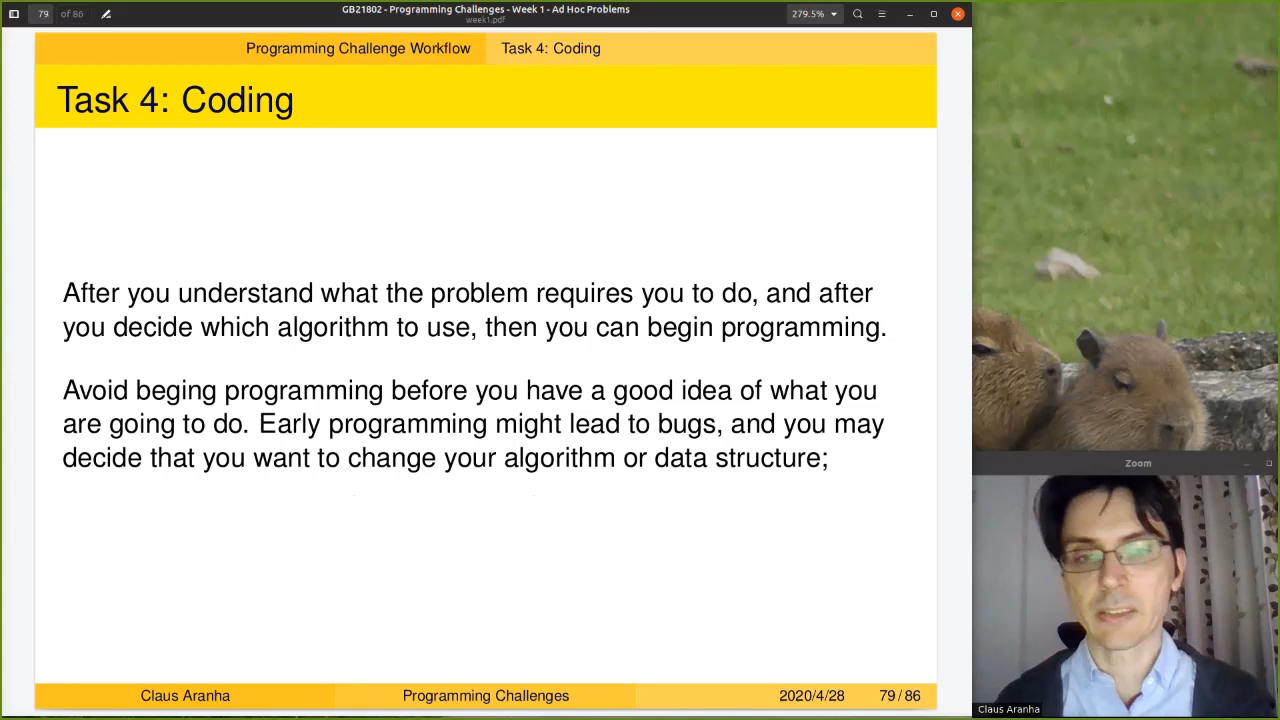 79 of 86
GB21802 - Programming Challenges - Week 1 - Ad Hoc Problems
week1.pdf
279.5%
Programming Challenge Workflow Task 4: Coding
Task 4: Coding
After you understand what the problem requires you to do, and after
you decide which algorithm to use, then you can begin programming.
Avoid beging programming before you have a good idea of what you
are going to do. Early programming might lead to bugs, and you may
decide that you want to change your algorithm or data structure;
Claus Aranha Programming Challenges 2020/4/28 79 / 86
Zoom
Claus Aranha